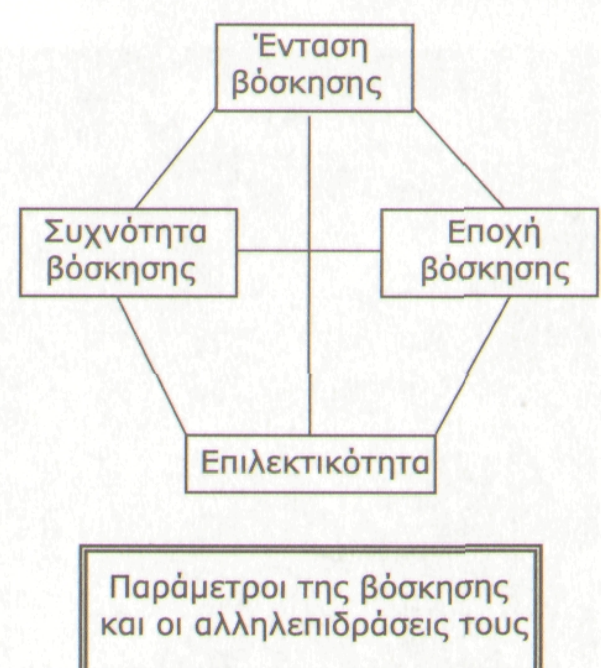 Ένταση
βόσκησης
Συχνότητα
βόσκησης
Εποχή
βόσκησης
Επιλεκτικότητα
Παράμετροι της βόσκησης
και οι αλληλεπιδράσεις τους